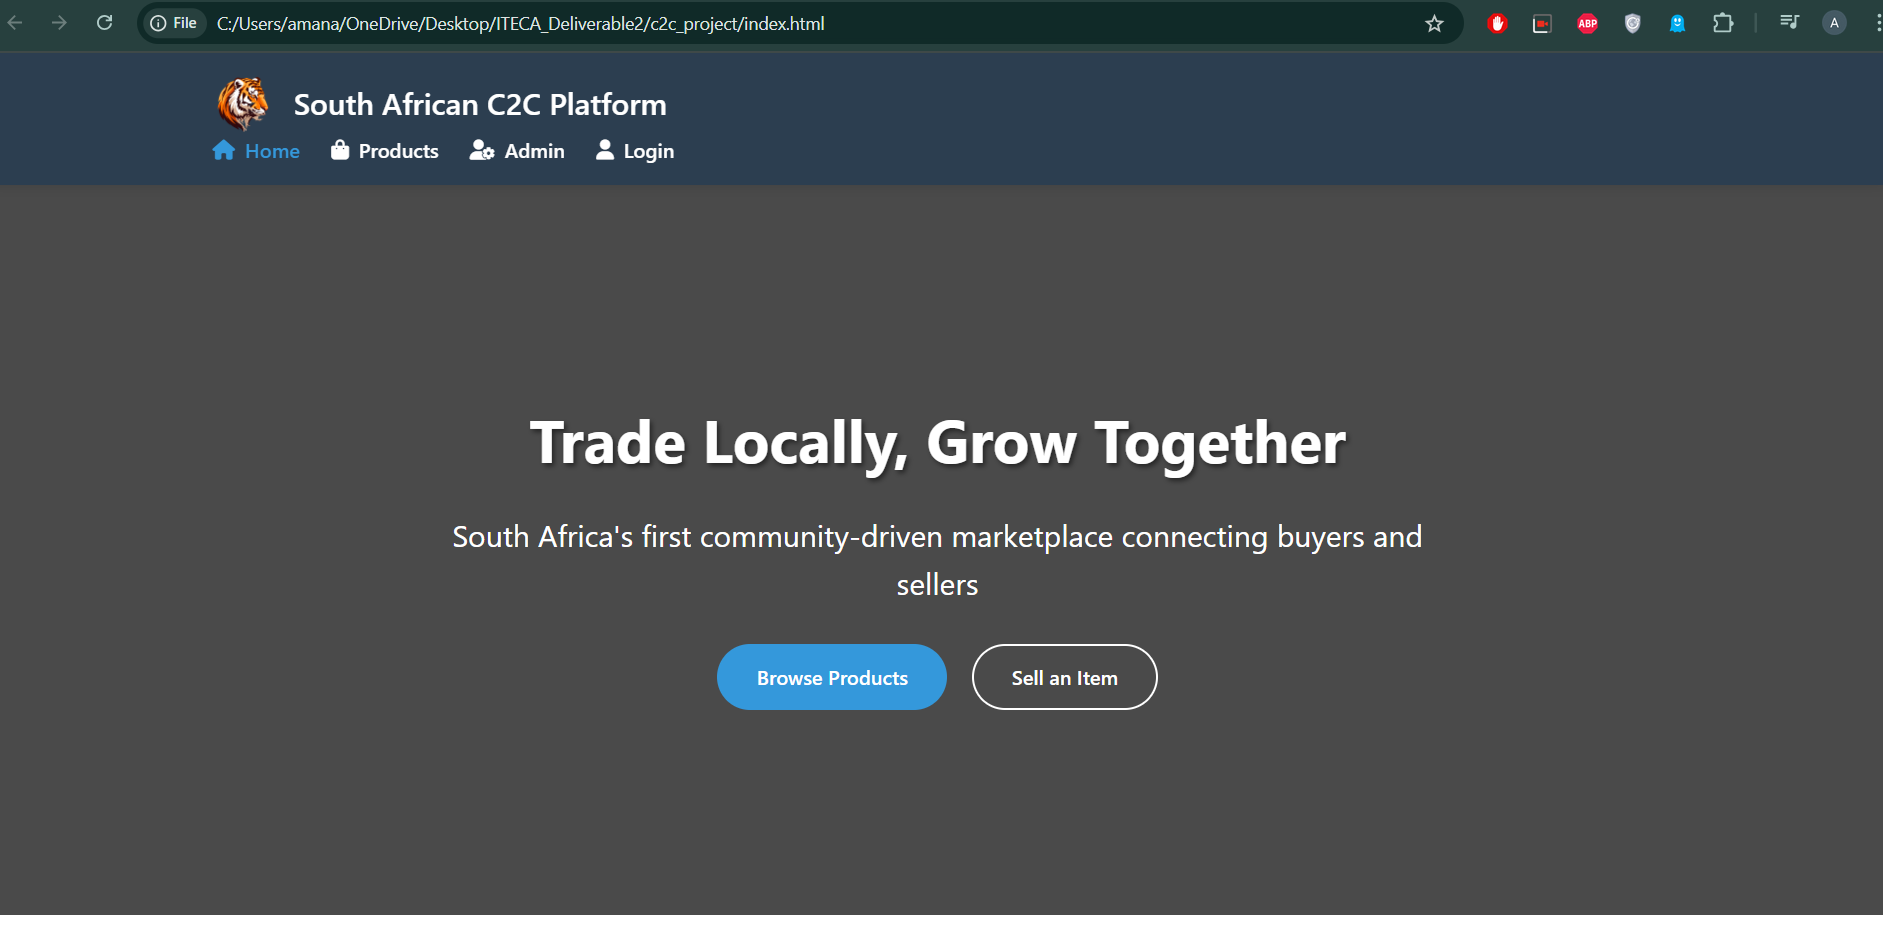 File C:/Users/amana/OneDrive/Desktop/ITECA_Deliverable2/c2c_project/index.html
ABP
A
South African C2C Platform
Home Products Admin Login
Trade Locally, Grow Together
South Africa's first community-driven marketplace connecting buyers and
sellers
Browse Products Sell an Item